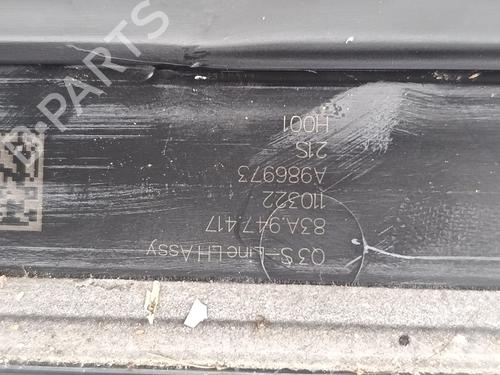 Q3 S-Line LH Assy
83A.947.417
110322
A986973
21S
H001
B-PARTS